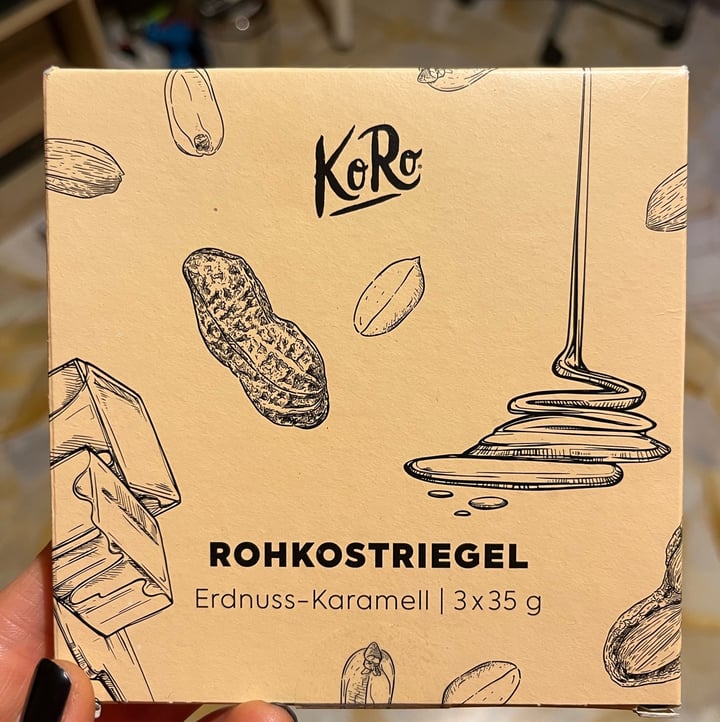 KoRo®
ROHKOSTRIEGEL
Erdnuss-Karamell | 3x35 g